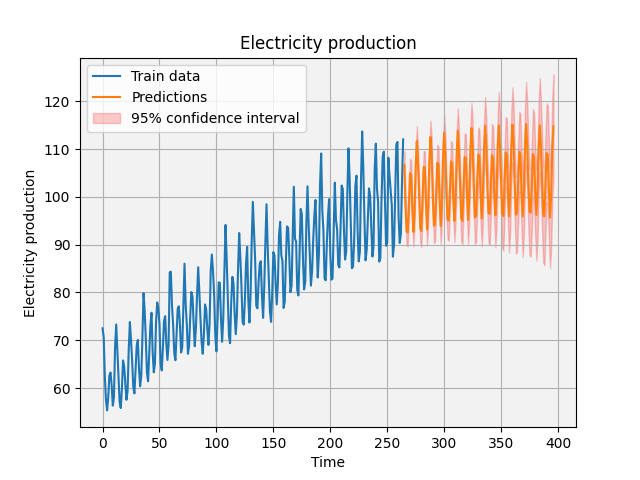 Electricity production
Train data
Predictions
95% confidence interval
120
110
100
90
80
70
60
Electricity production
0 50 100 150 200 250 300 350 400
Time